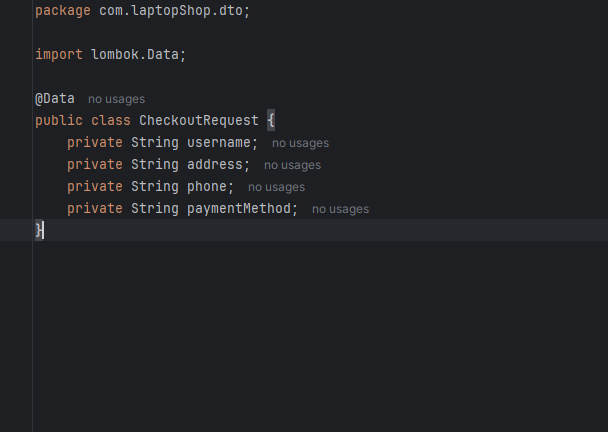 package com.laptopShop.dto;
import lombok.Data;
@Data no usages
public class CheckoutRequest {
private String username; no usages
private String address; no usages
private String phone; no usages
private String paymentMethod; no usages
}